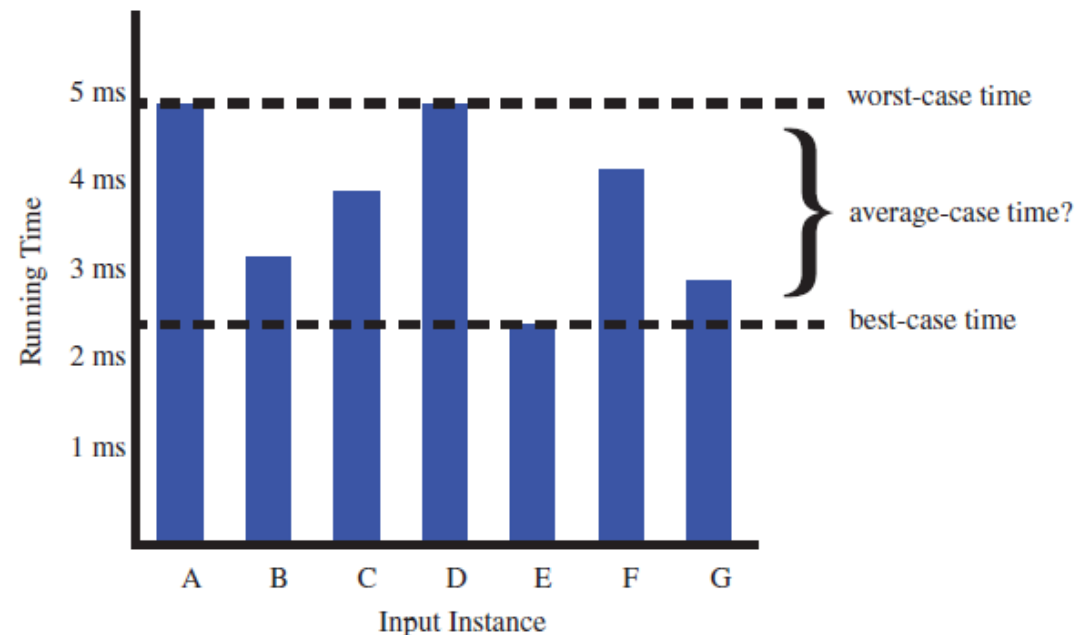 5 ms
worst-case time
4 ms
average-case time?
3 ms
best-case time
2 ms
1 ms
Running Time
A B C D E F G
Input Instance